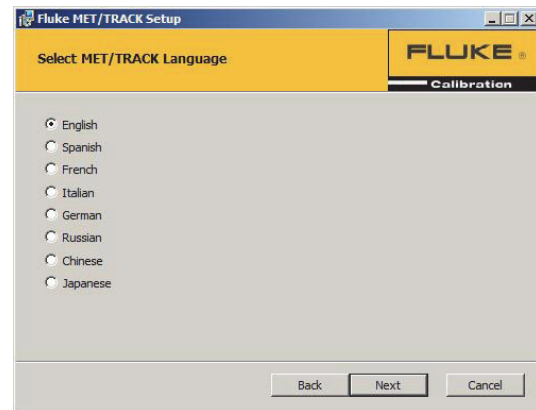 Fluke MET/TRACK Setup
Select MET/TRACK Language
FLUKE ®
Calibration
English
Spanish
French
Italian
German
Russian
Chinese
Japanese
Back Next Cancel